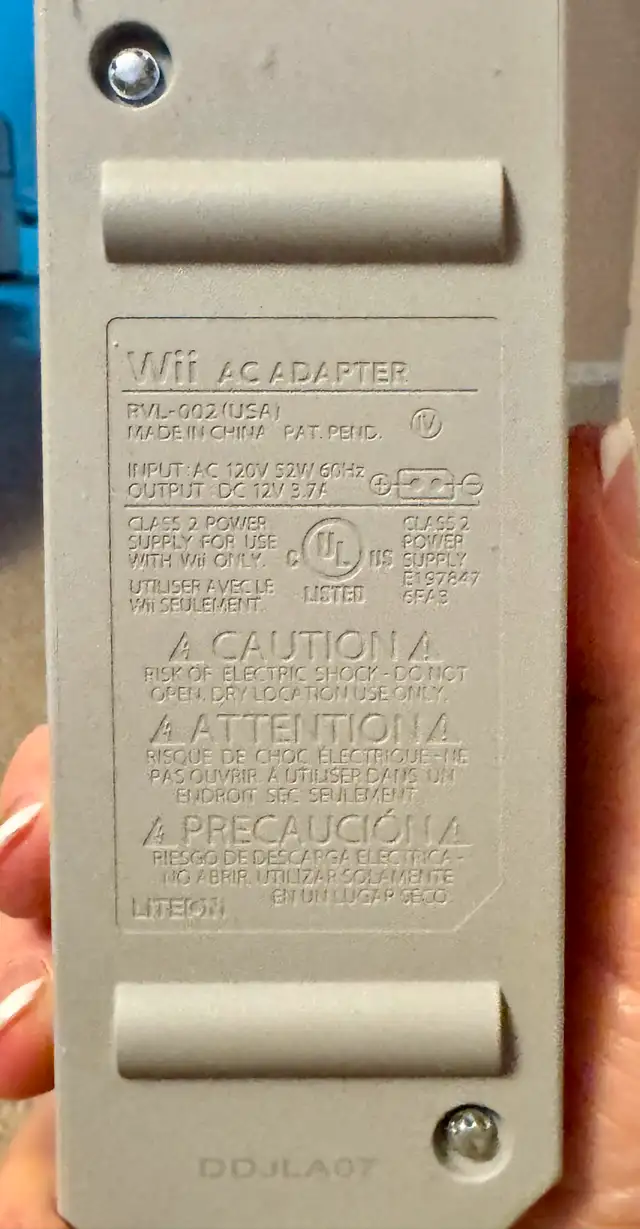 Wii AC ADAPTER
RVL-002(USA)
MADE IN CHINA PAT. PEND.
IV
INPUT: AC 120V 52W 60Hz
OUTPUT: DC 12V 3.7A
CLASS 2 POWER
SUPPLY FOR USE
WITH Wii ONLY.
UTILISER AVEC LE
Wii SEULEMENT.
C UL US
LISTED
CLASS 2
POWER
SUPPLY
E197847
6FA3
CAUTION
RISK OF ELECTRIC SHOCK - DO NOT
OPEN. DRY LOCATION USE ONLY.
ATTENTION
RISQUE DE CHOC ÉLECTRIQUE-NE
PAS OUVRIR. À UTILISER DANS UN
ENDROIT SEC SEULEMENT.
PRECAUCIÓN
RIESGO DE DESCARGA ELÉCTRICA -
NO ABRIR. UTILIZAR SOLAMENTE
EN UN LUGAR SECO.
LITEON
DDJLA07